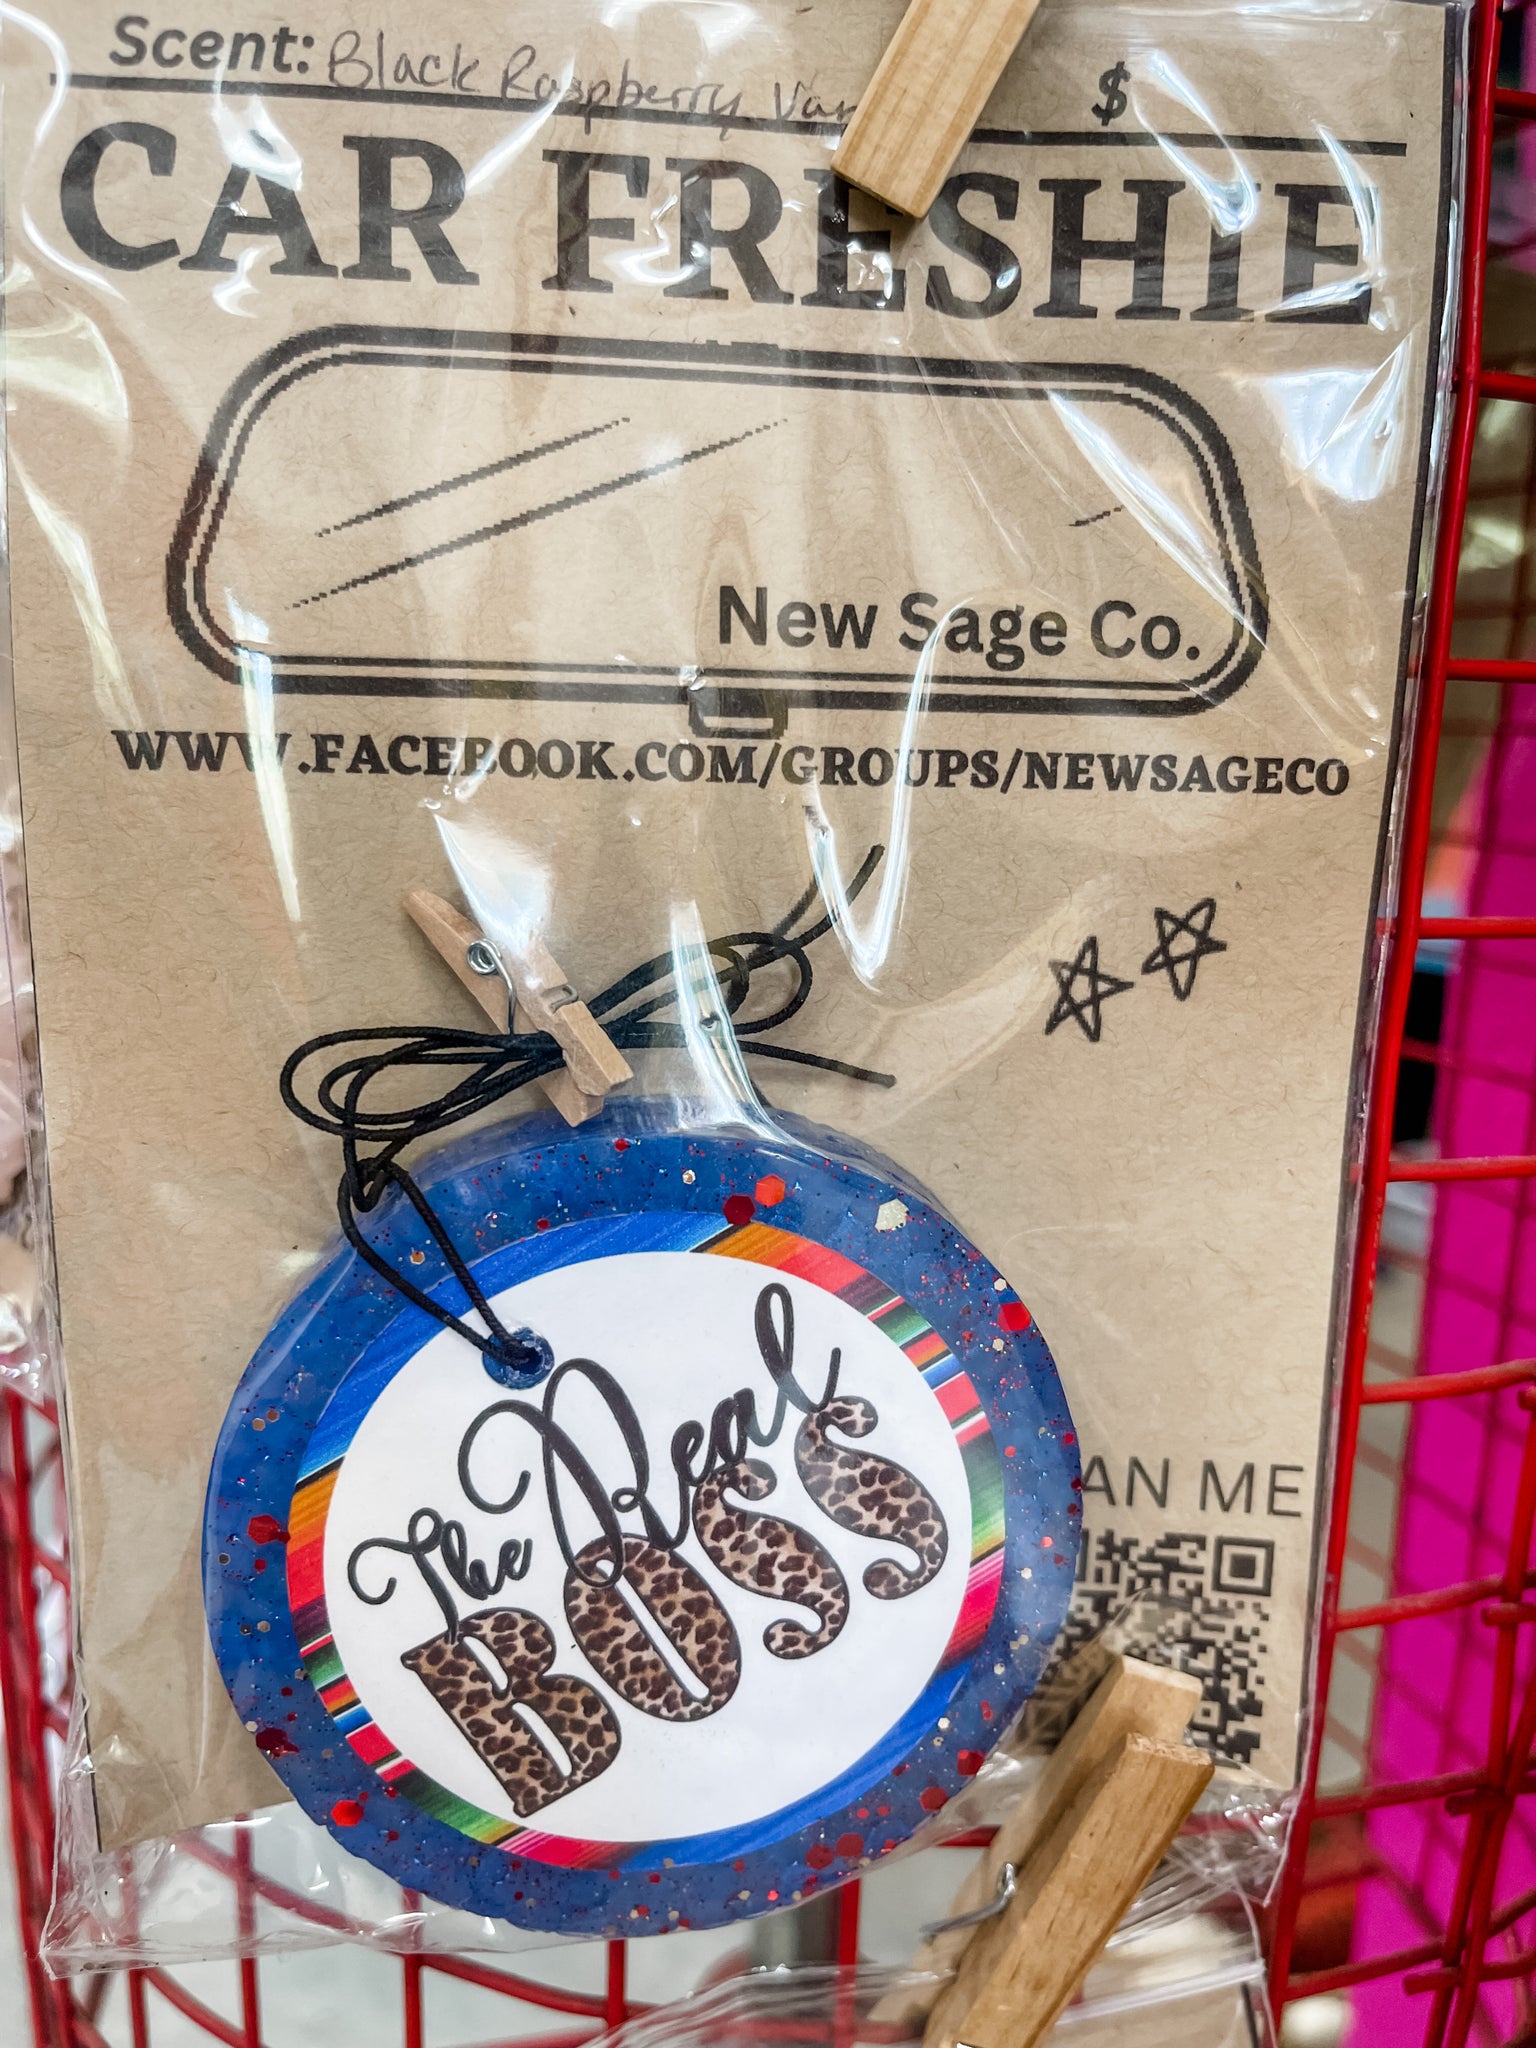 Scent: Black Raspberry $
CAR FRESHIE
New Sage Co.
WWW.FACEBOOK.COM/GROUPS/NEWSAGECO
The Real
BOSS
AN ME